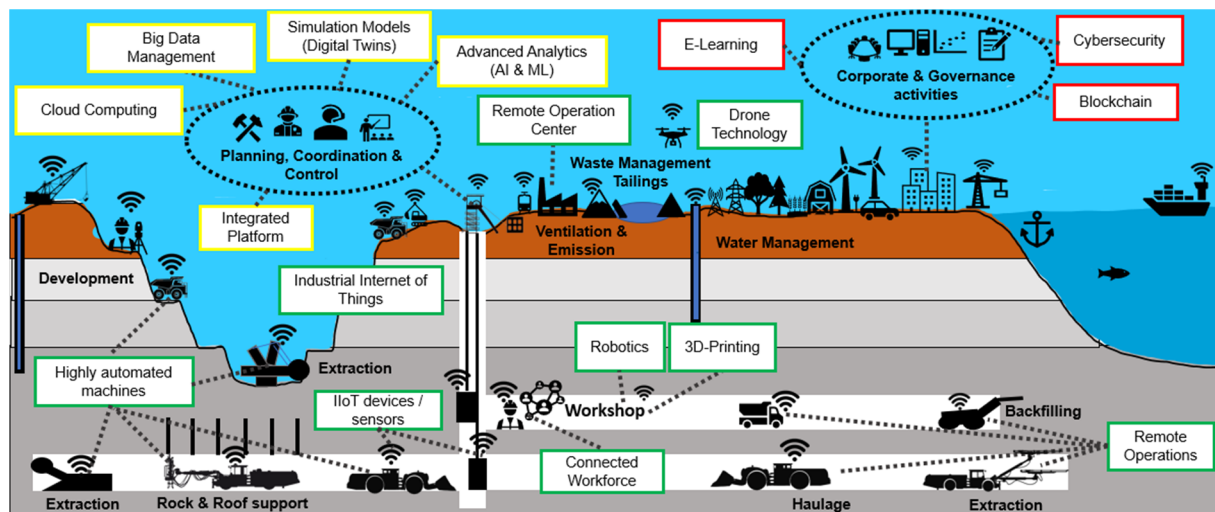 Big Data
Management
Simulation Models
(Digital Twins)
Advanced Analytics
(AI & ML)
Cloud Computing
Planning, Coordination &
Control
Integrated
Platform
E-Learning
Cybersecurity
Corporate & Governance
activities
Blockchain
Remote Operation
Center
Drone
Technology
Waste Management
Tailings
Ventilation &
Emission
Water Management
Development
Industrial Internet of
Things
Highly automated
machines
Extraction
Robotics
3D-Printing
IIoT devices /
sensors
Workshop
Backfilling
Connected
Workforce
Remote
Operations
Extraction
Rock & Roof support
Haulage
Extraction